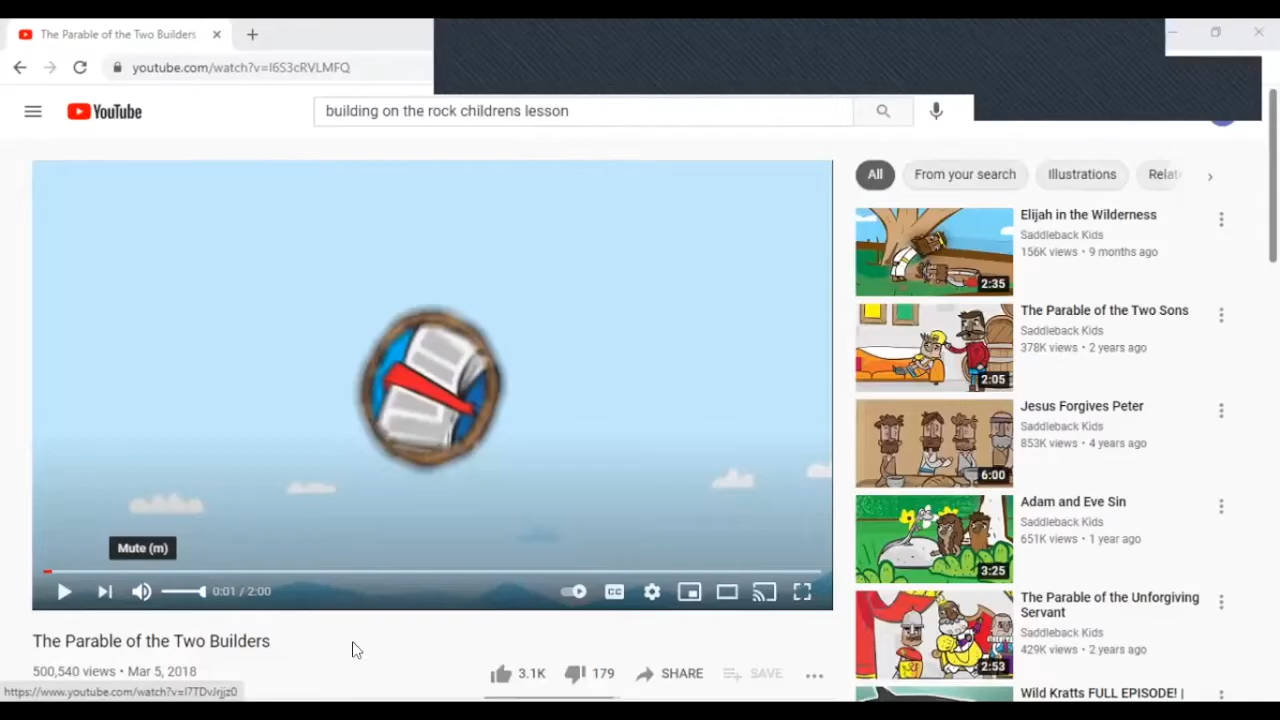 The Parable of the Two Builders
youtube.com/watch?v=I6S3cRVLMFQ
YouTube
building on the rock childrens lesson
All
From your search
Illustrations
Relat
Elijah in the Wilderness
Saddleback Kids
156K views • 9 months ago
2:35
The Parable of the Two Sons
Saddleback Kids
378K views • 2 years ago
2:05
Jesus Forgives Peter
Saddleback Kids
853K views • 4 years ago
6:00
Adam and Eve Sin
Saddleback Kids
651K views • 1 year ago
3:25
The Parable of the Unforgiving
Servant
Saddleback Kids
429K views • 2 years ago
2:53
Wild Kratts FULL EPISODE! |
Mute (m)
0:01 / 2:00
CC
The Parable of the Two Builders
500,540 views • Mar 5, 2018
3.1K
179
SHARE
SAVE
https://www.youtube.com/watch?v=I7TDvJrjjz0